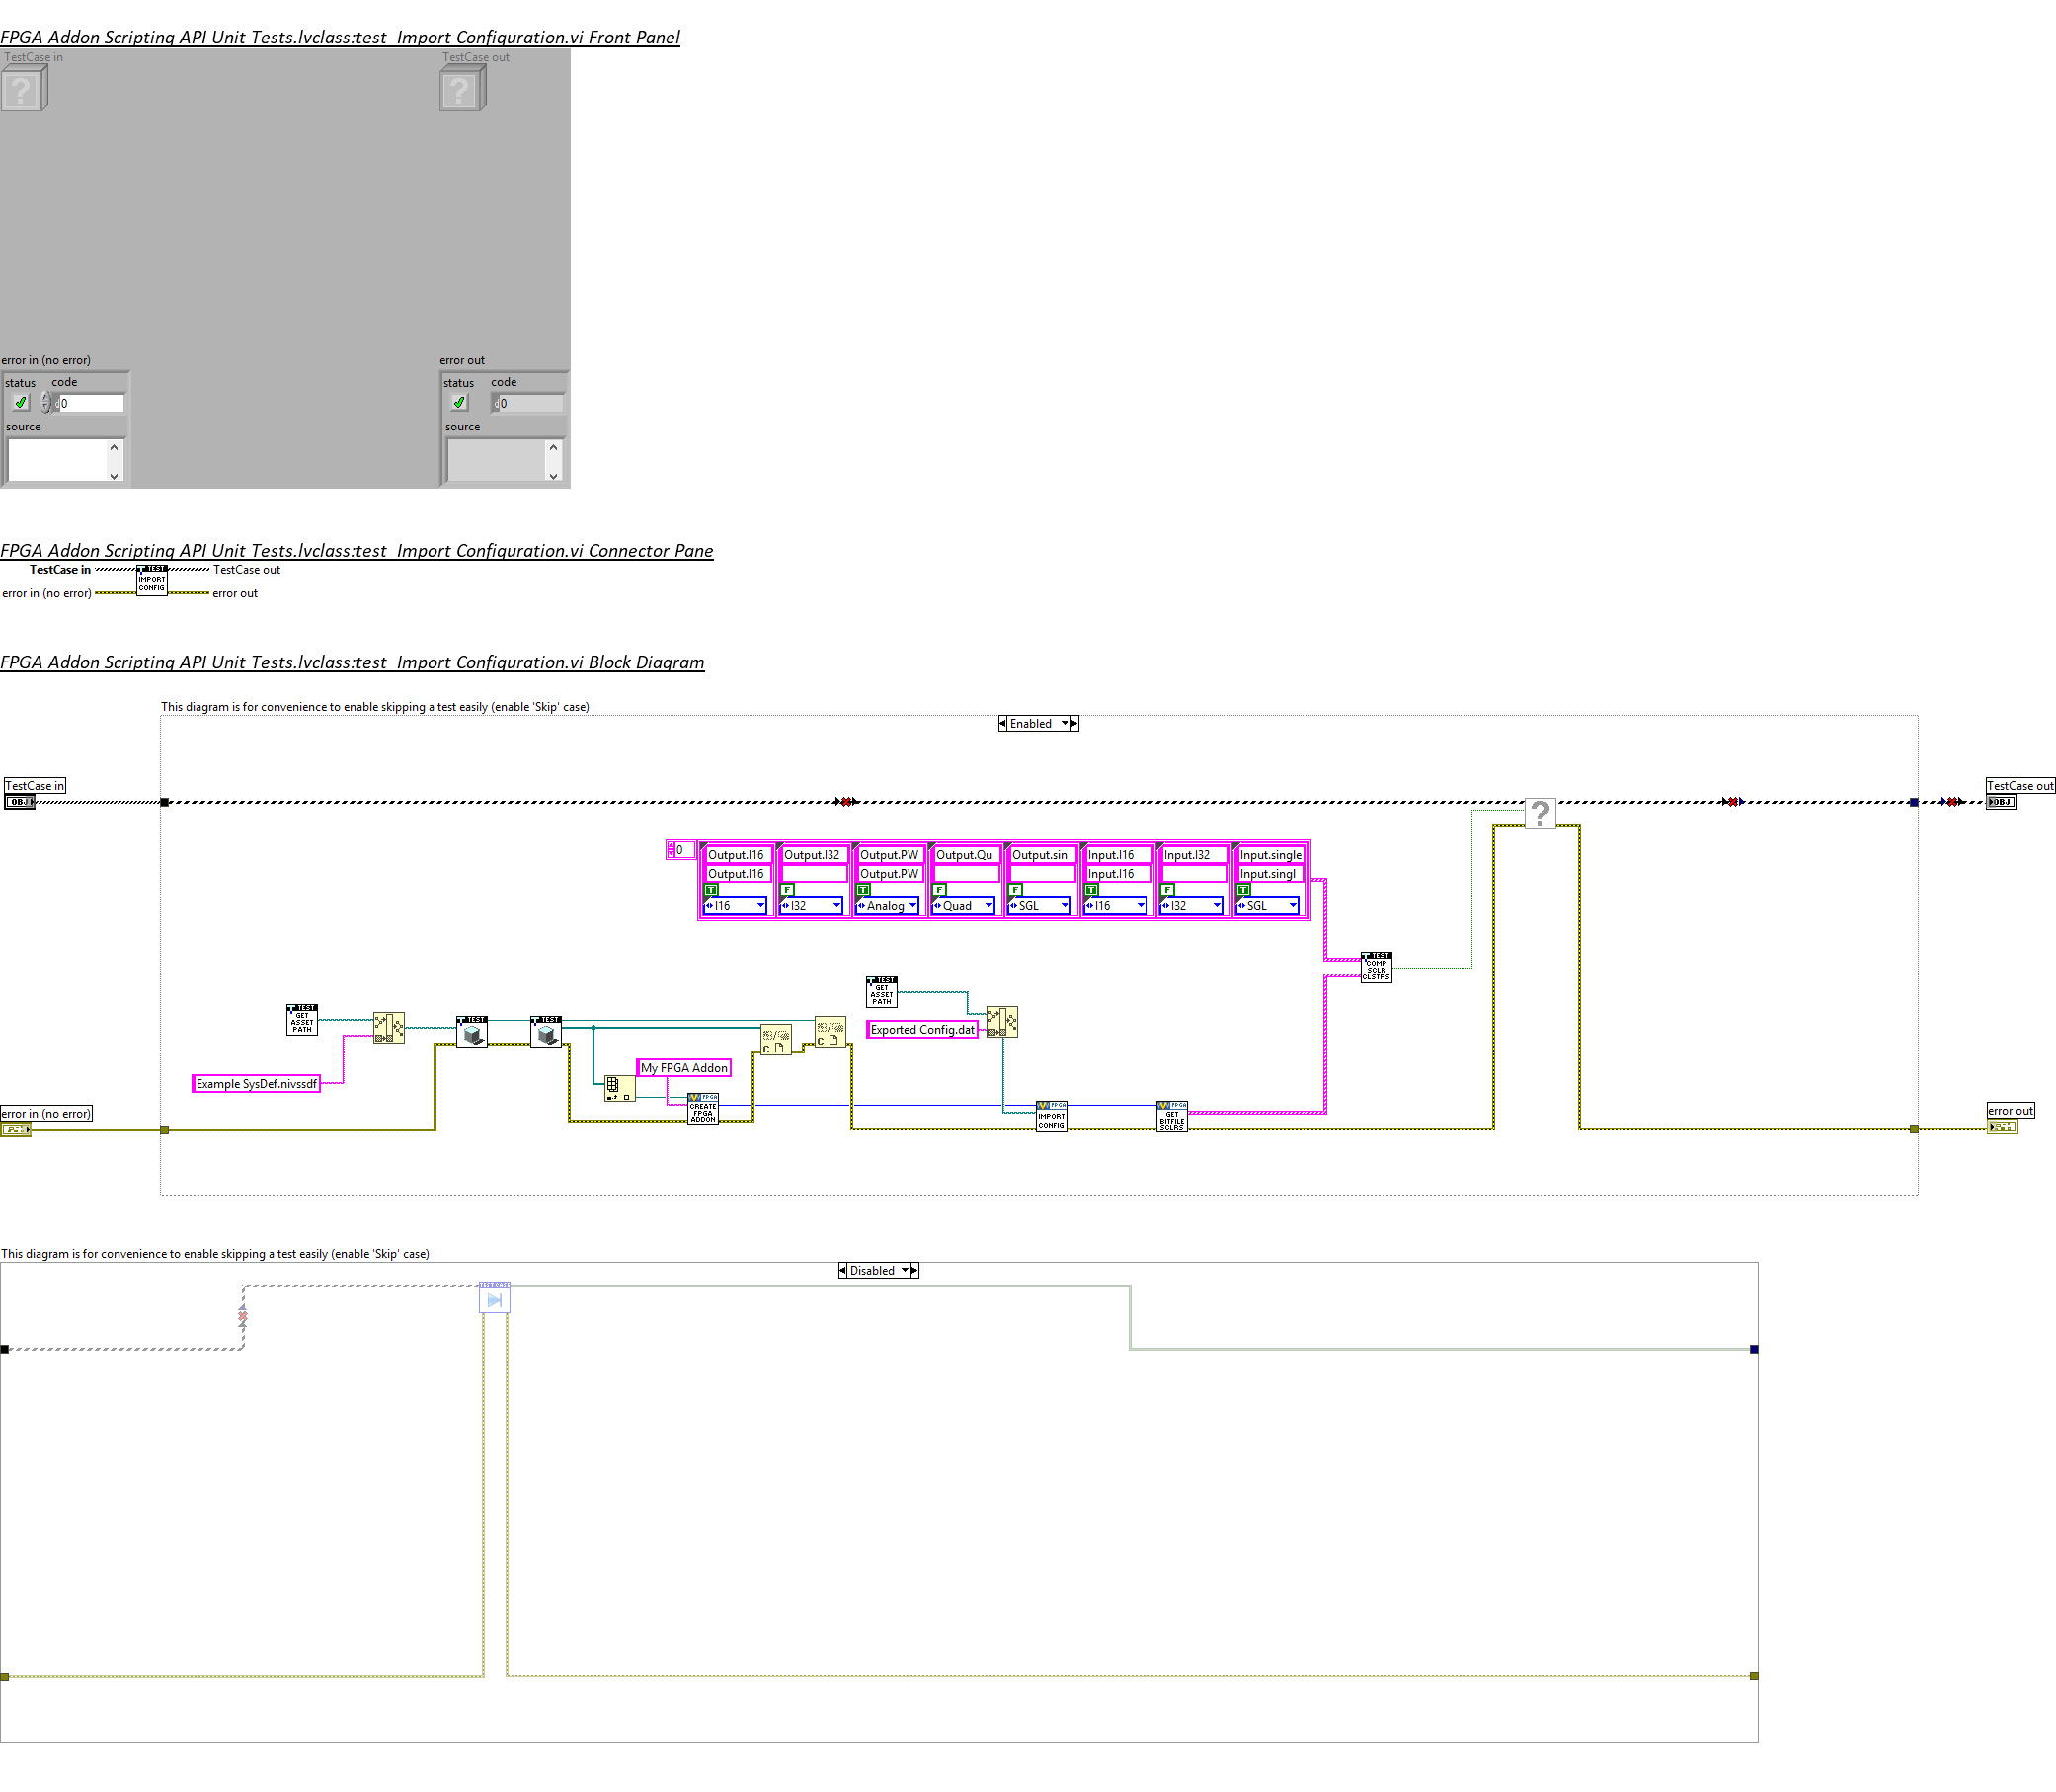 FPGA Addon Scripting API Unit Tests.lvclass:test Import Configuration.vi Front Panel
TestCase in
TestCase out
?
?
error in (no error)
error out
status code
status code
0
0
source
source
FPGA Addon Scripting API Unit Tests.lvclass:test Import Configuration.vi Connector Pane
TestCase in
TEST
IMPORT
CONFIG
TestCase out
error in (no error)
error out
FPGA Addon Scripting API Unit Tests.lvclass:test Import Configuration.vi Block Diagram
This diagram is for convenience to enable skipping a test easily (enable 'Skip' case)
Enabled
TestCase in
OBJ
TestCase out
OBJ
?
0
Output.I16 Output.I32 Output.PW Output.Qu Output.sin Input.I16 Input.I32 Input.single
Output.I16 Output.PW Input.I16 Input.singl
T F T F F T F T
I16 I32 Analog Quad SGL I16 I32 SGL
TEST
COMP
SCLR
CLSTRS
TEST
GET
ASSET
PATH
Exported Config.dat
TEST
GET
ASSET
PATH
TEST
TEST
C
C
My FPGA Addon
Example SysDef.nivssdf
FPGA
CREATE
FPGA
ADDON
FPGA
IMPORT
CONFIG
FPGA
GET
BITFILE
SCLRS
error in (no error)
error out
This diagram is for convenience to enable skipping a test easily (enable 'Skip' case)
Disabled
TEST CASE